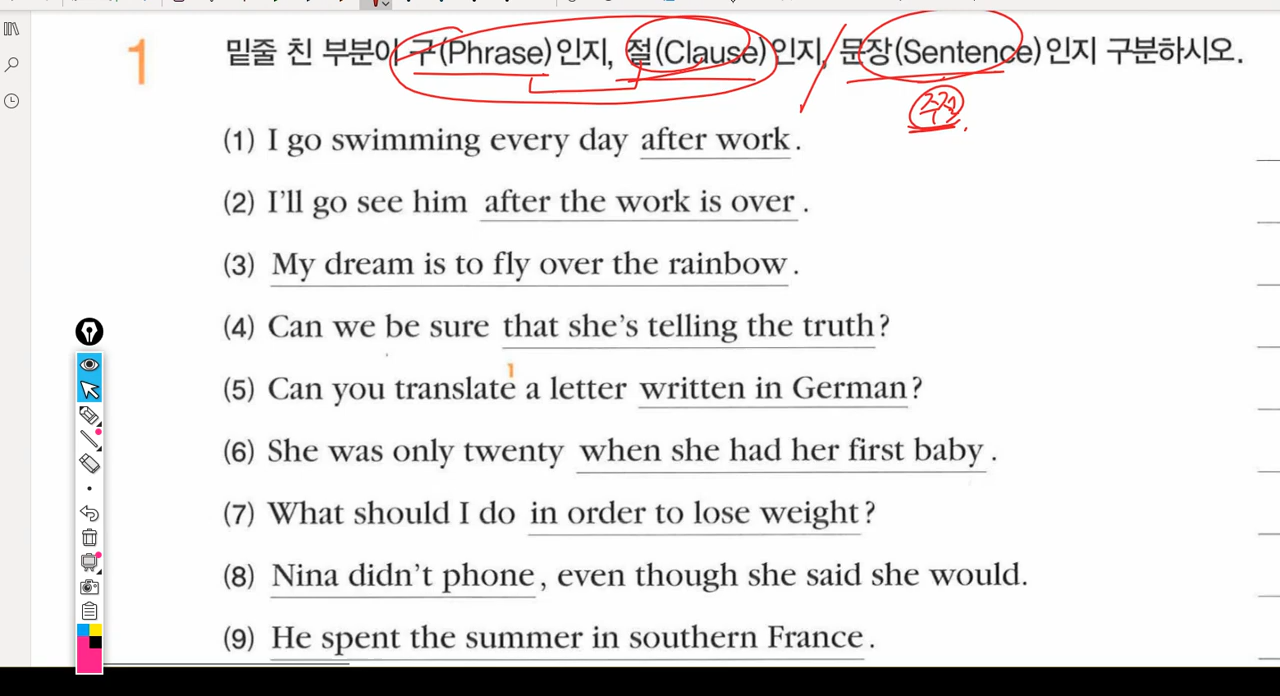 1 밑줄 친 부분이 구(Phrase)인지, 절(Clause)인지, 문장(Sentence)인지 구분하시오.
주절
(1) I go swimming every day after work.
(2) I'll go see him after the work is over.
(3) My dream is to fly over the rainbow.
(4) Can we be sure that she's telling the truth?
1
(5) Can you translate a letter written in German?
(6) She was only twenty when she had her first baby.
(7) What should I do in order to lose weight?
(8) Nina didn't phone, even though she said she would.
(9) He spent the summer in southern France.